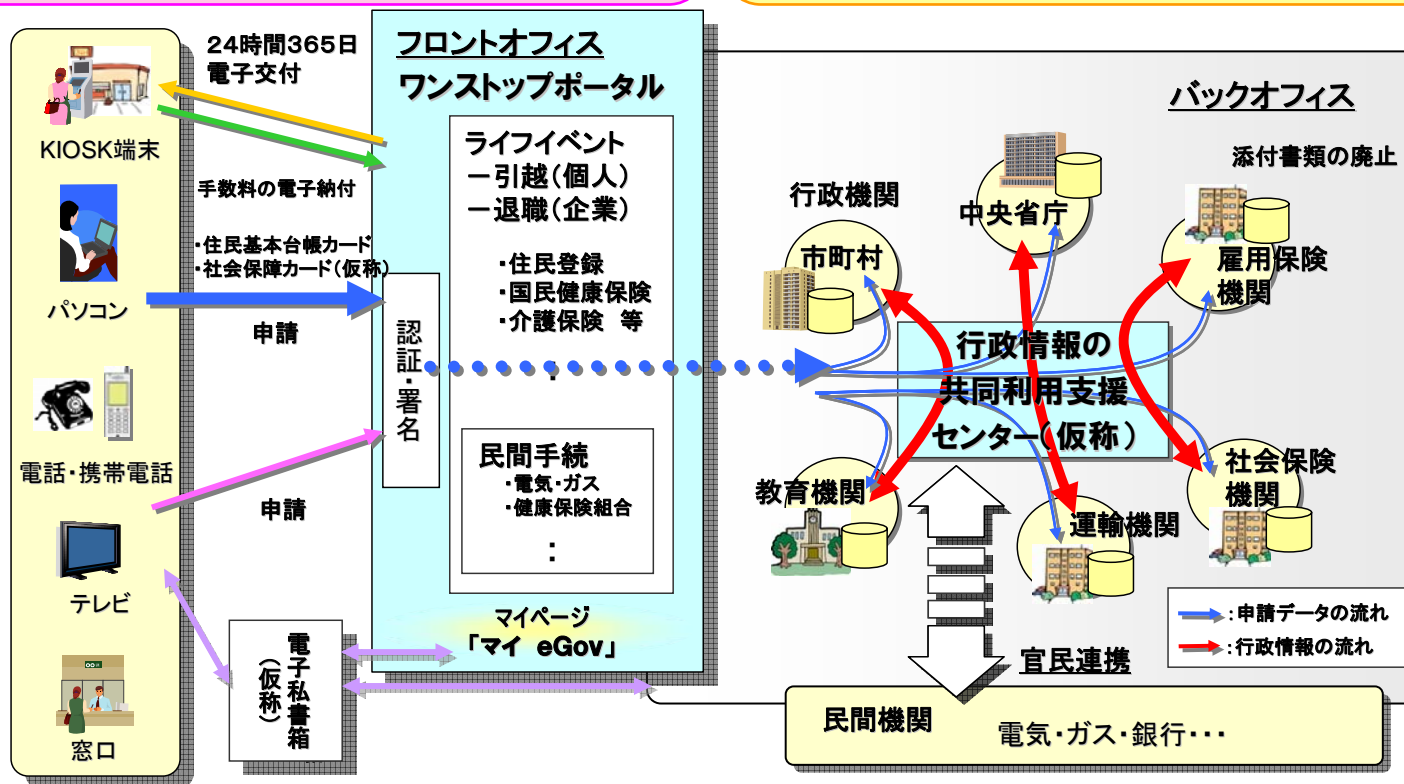 24時間365日
電子交付
KIOSK端末
手数料の電子納付
・住民基本台帳カード
・社会保障カード(仮称)
パソコン
申請
電話・携帯電話
申請
テレビ
窓口
電子私書箱
(仮称)
フロントオフィス
ワンストップポータル
ライフイベント
ー引越(個人)
ー退職(企業)
・住民登録
・国民健康保険
・介護保険 等
:
認証・署名
民間手続
・電気・ガス
・健康保険組合
:
マイページ
「マイ eGov」
バックオフィス
添付書類の廃止
行政機関
市町村
中央省庁
雇用保険
機関
行政情報の
共同利用支援
センター(仮称)
教育機関
運輸機関
社会保険
機関
:申請データの流れ
:行政情報の流れ
官民連携
民間機関
電気・ガス・銀行・・・